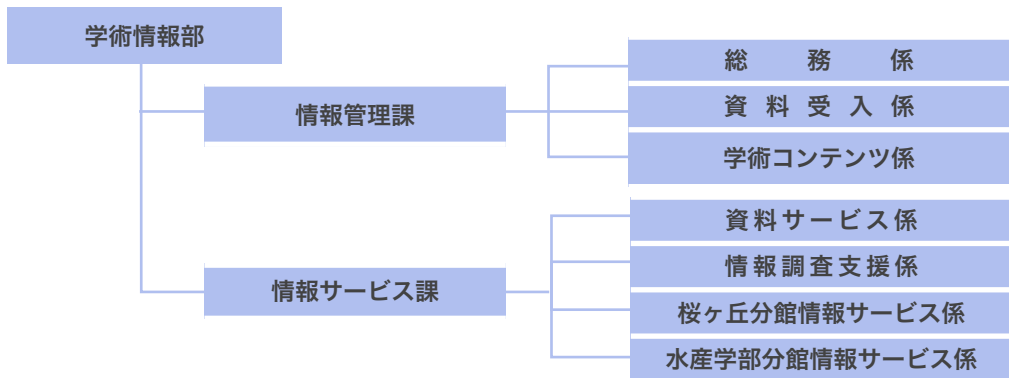 学術情報部
情報管理課
総務係
資料受入係
学術コンテンツ係
情報サービス課
資料サービス係
情報調査支援係
桜ヶ丘分館情報サービス係
水産学部分館情報サービス係